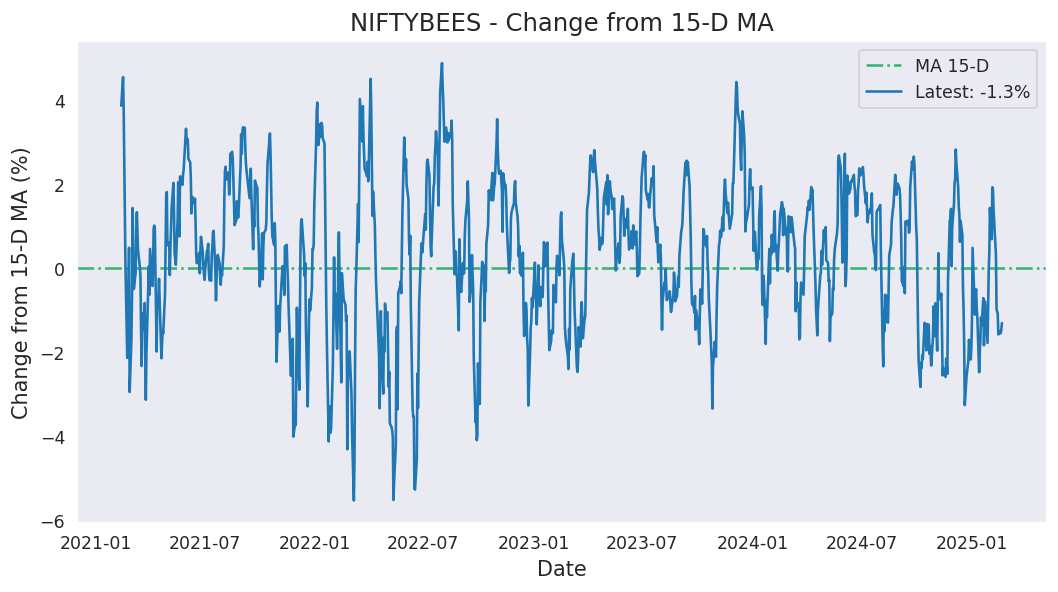 NIFTYBEES - Change from 15-D MA
MA 15-D
Latest: -1.3%
Change from 15-D MA (%)
4
2
0
−2
−4
−6
2021-01 2021-07 2022-01 2022-07 2023-01 2023-07 2024-01 2024-07 2025-01
Date